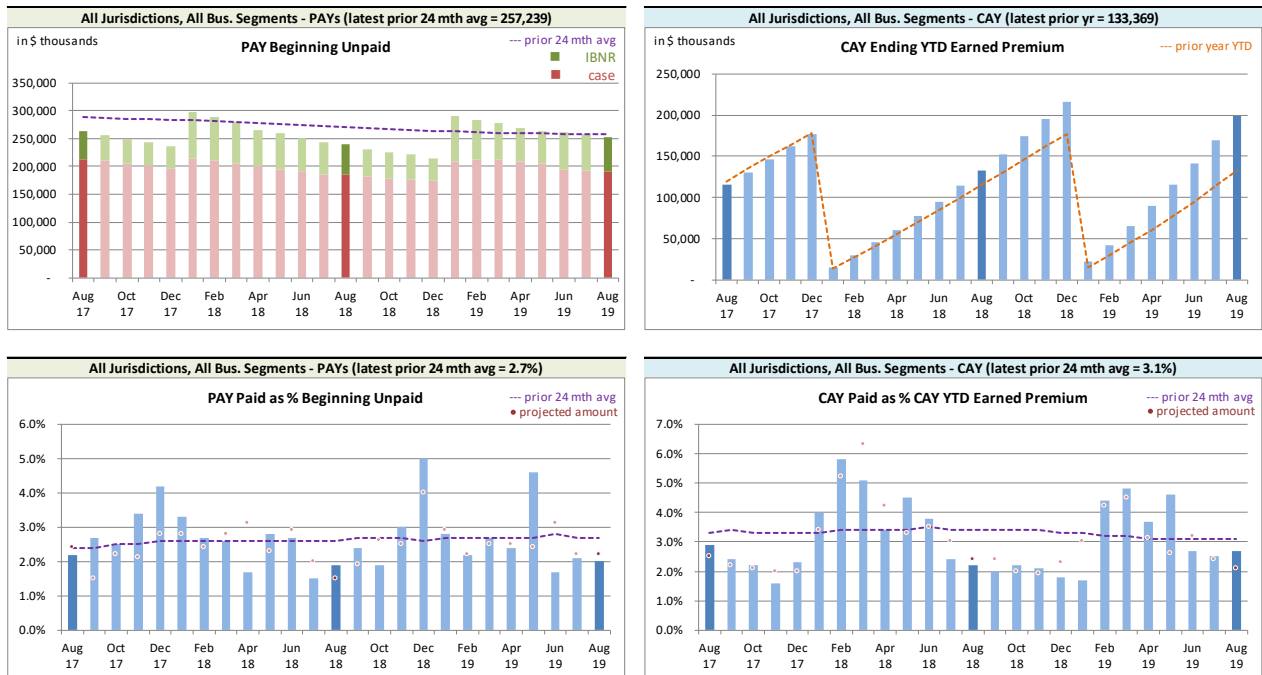 All Jurisdictions, All Bus. Segments - PAYs (latest prior 24 mth avg = 257,239)
in $ thousands
PAY Beginning Unpaid
--- prior 24 mth avg
IBNR
case
350,000
300,000
250,000
200,000
150,000
100,000
50,000
-
Aug Oct Dec Feb Apr Jun Aug Oct Dec Feb Apr Jun Aug
17 17 17 18 18 18 18 18 18 19 19 19 19
All Jurisdictions, All Bus. Segments - CAY (latest prior yr = 133,369)
in $ thousands
CAY Ending YTD Earned Premium
--- prior year YTD
250,000
200,000
150,000
100,000
50,000
-
Aug Oct Dec Feb Apr Jun Aug Oct Dec Feb Apr Jun Aug
17 17 17 18 18 18 18 18 18 19 19 19 19
All Jurisdictions, All Bus. Segments - PAYs (latest prior 24 mth avg = 2.7%)
PAY Paid as % Beginning Unpaid
--- prior 24 mth avg
• projected amount
6.0%
5.0%
4.0%
3.0%
2.0%
1.0%
0.0%
Aug Oct Dec Feb Apr Jun Aug Oct Dec Feb Apr Jun Aug
17 17 17 18 18 18 18 18 18 19 19 19 19
All Jurisdictions, All Bus. Segments - CAY (latest prior 24 mth avg = 3.1%)
CAY Paid as % CAY YTD Earned Premium
--- prior 24 mth avg
• projected amount
7.0%
6.0%
5.0%
4.0%
3.0%
2.0%
1.0%
0.0%
Aug Oct Dec Feb Apr Jun Aug Oct Dec Feb Apr Jun Aug
17 17 17 18 18 18 18 18 18 19 19 19 19